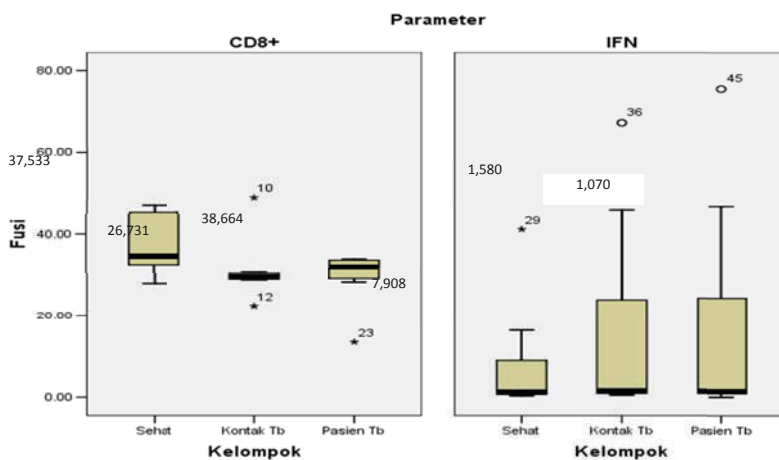 Parameter
CD8+ IFN
80.00
60.00
40.00
20.00
0.00
Fusi
37,533
26,731
38,664
7,908
1,580
1,070
10
12
23
29
36
45
Sehat Kontak Tb Pasien Tb
Sehat Kontak Tb Pasien Tb
Kelompok Kelompok